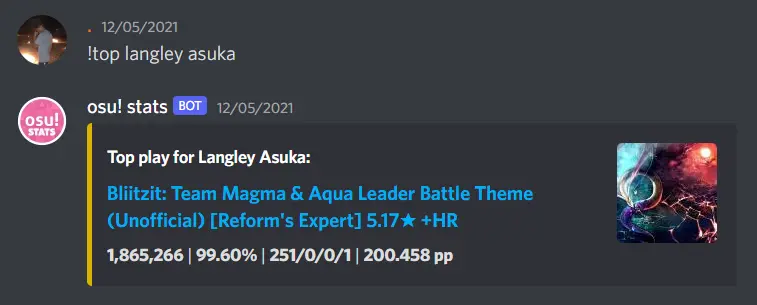 . 12/05/2021
!top langley asuka
osu! stats BOT 12/05/2021
osu!
STATS
Top play for Langley Asuka:
Bliitzit: Team Magma & Aqua Leader Battle Theme
(Unofficial) [Reform's Expert] 5.17★ +HR
1,865,266 | 99.60% | 251/0/0/1 | 200.458 pp